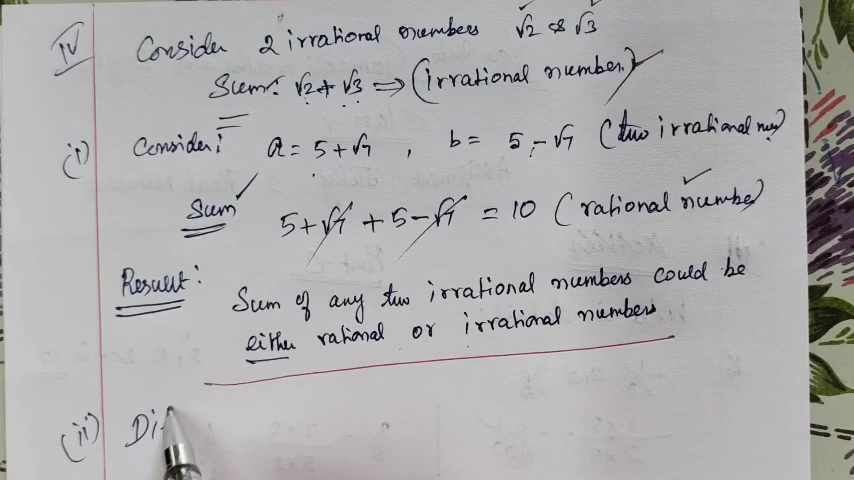 IV Consider 2 irrational numbers √2 & √3
Sum: √2 + √3 ⇒ (irrational number)
(i) Consider: a = 5+√7 , b = 5-√7 (two irrational nos)
Sum 5+√7 + 5-√7 = 10 (rational number)
Result: Sum of any two irrational numbers could be
either rational or irrational numbers
(ii) Di